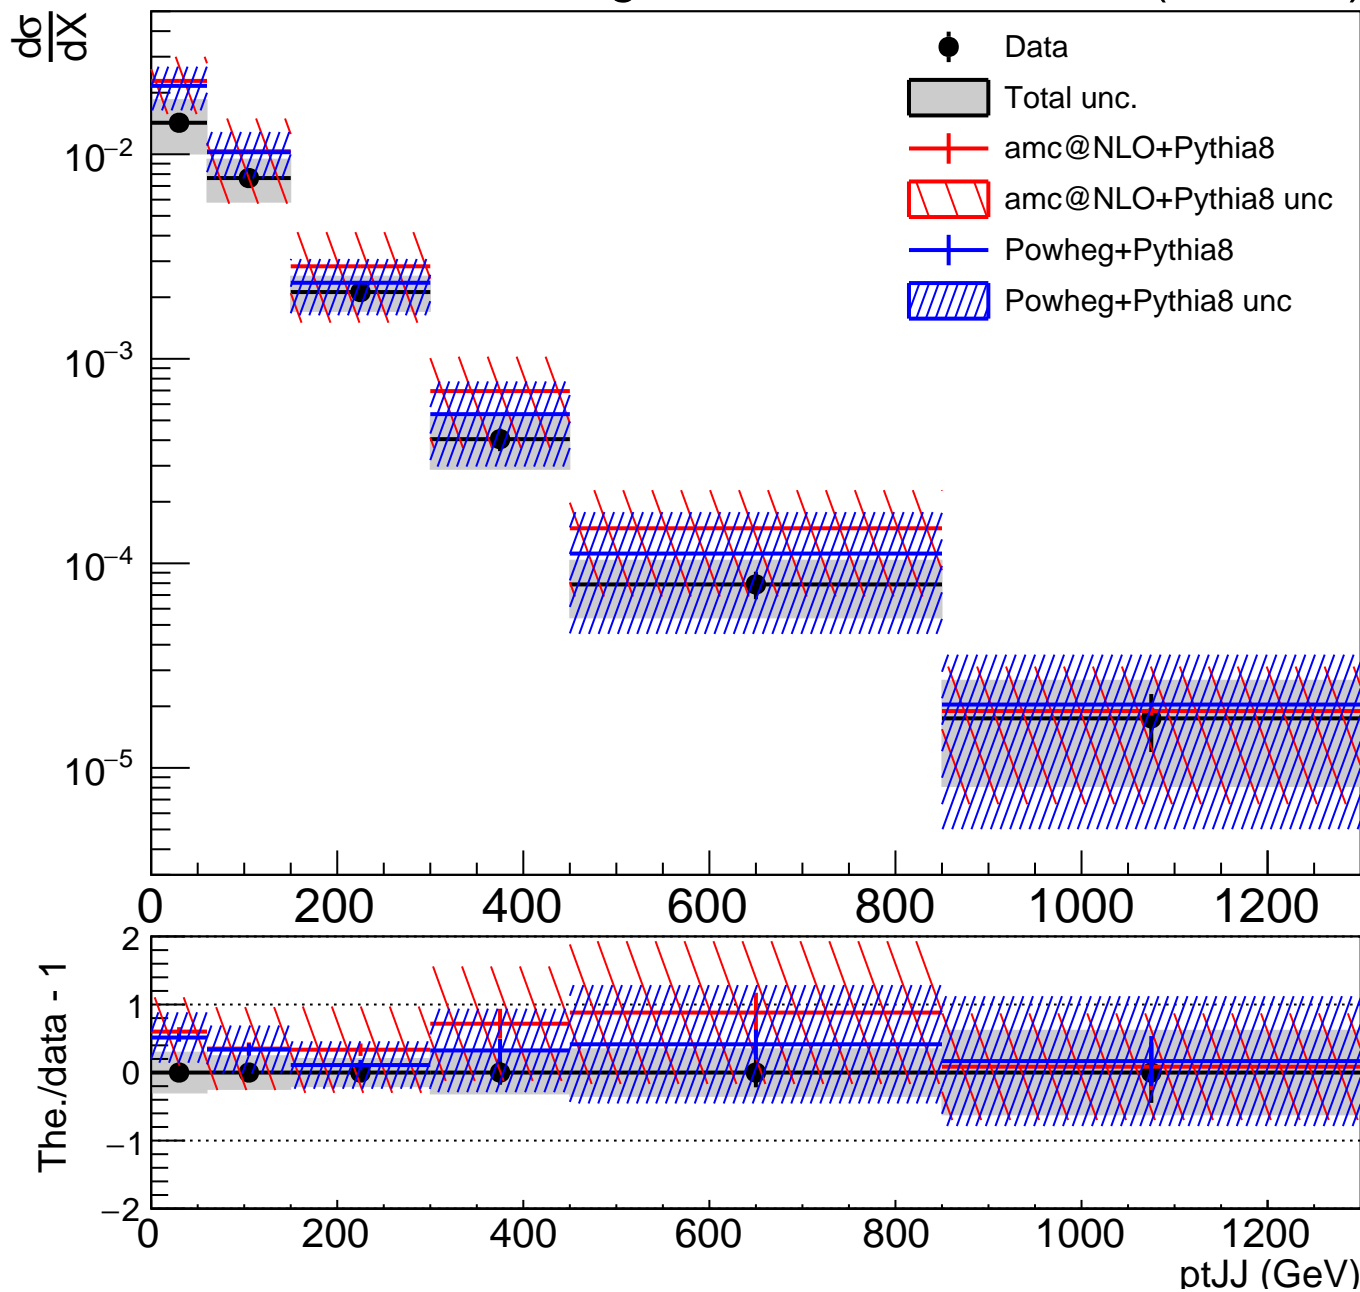 dσ
dX
Data
Total unc.
amc@NLO+Pythia8
amc@NLO+Pythia8 unc
Powheg+Pythia8
Powheg+Pythia8 unc
10⁻²
10⁻³
10⁻⁴
10⁻⁵
0 200 400 600 800 1000 1200
The./data - 1
2
1
0
−1
−2
0 200 400 600 800 1000 1200
ptJJ (GeV)